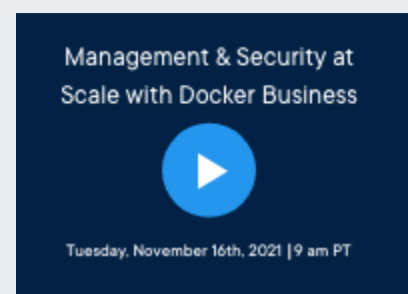 Management & Security at
Scale with Docker Business
Tuesday, November 16th, 2021 | 9 am PT